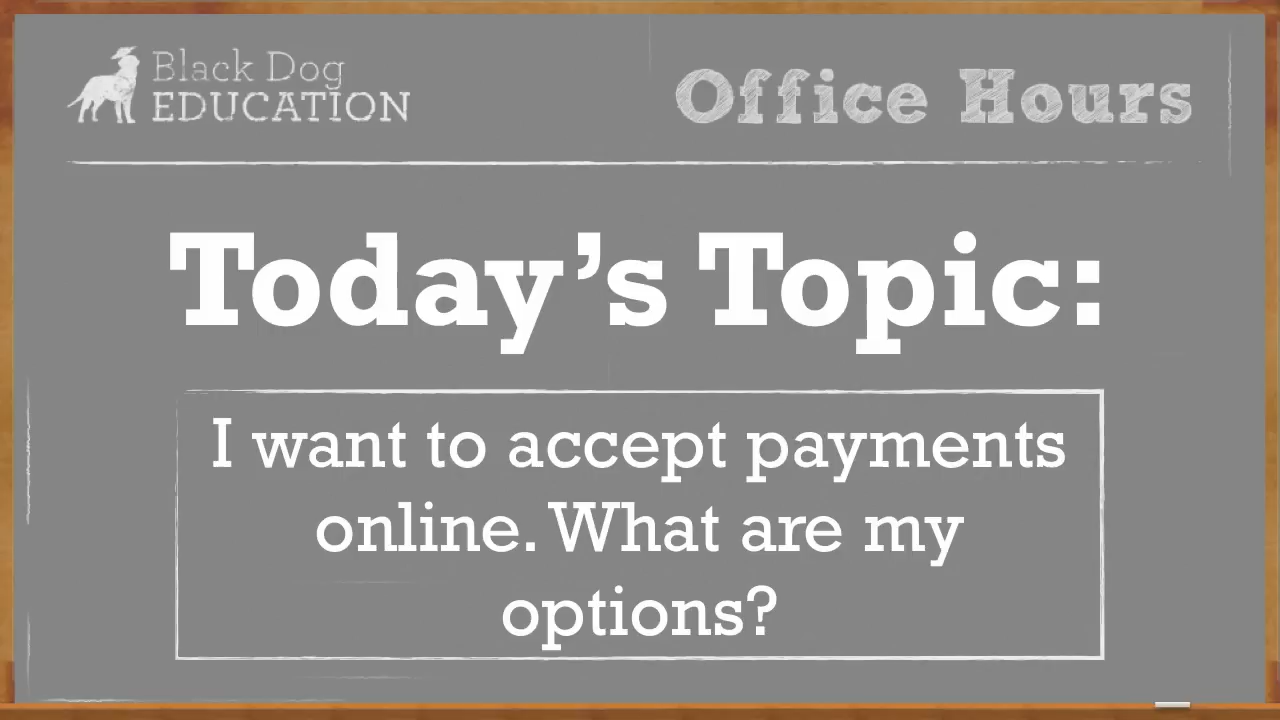 Black Dog
EDUCATION
Office Hours
Today's Topic:
I want to accept payments
online. What are my
options?